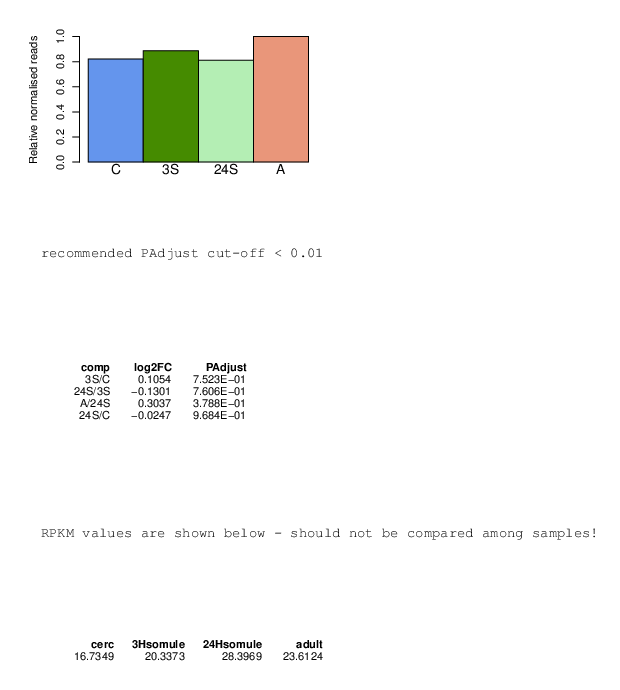 Relative normalised reads
1.0
0.8
0.6
0.4
0.2
0.0
C 3S 24S A
recommended PAdjust cut-off < 0.01
comp log2FC PAdjust
3S/C 0.1054 7.523E−01
24S/3S −0.1301 7.606E−01
A/24S 0.3037 3.788E−01
24S/C −0.0247 9.684E−01
RPKM values are shown below - should not be compared among samples!
cerc 3Hsomule 24Hsomule adult
16.7349 20.3373 28.3969 23.6124